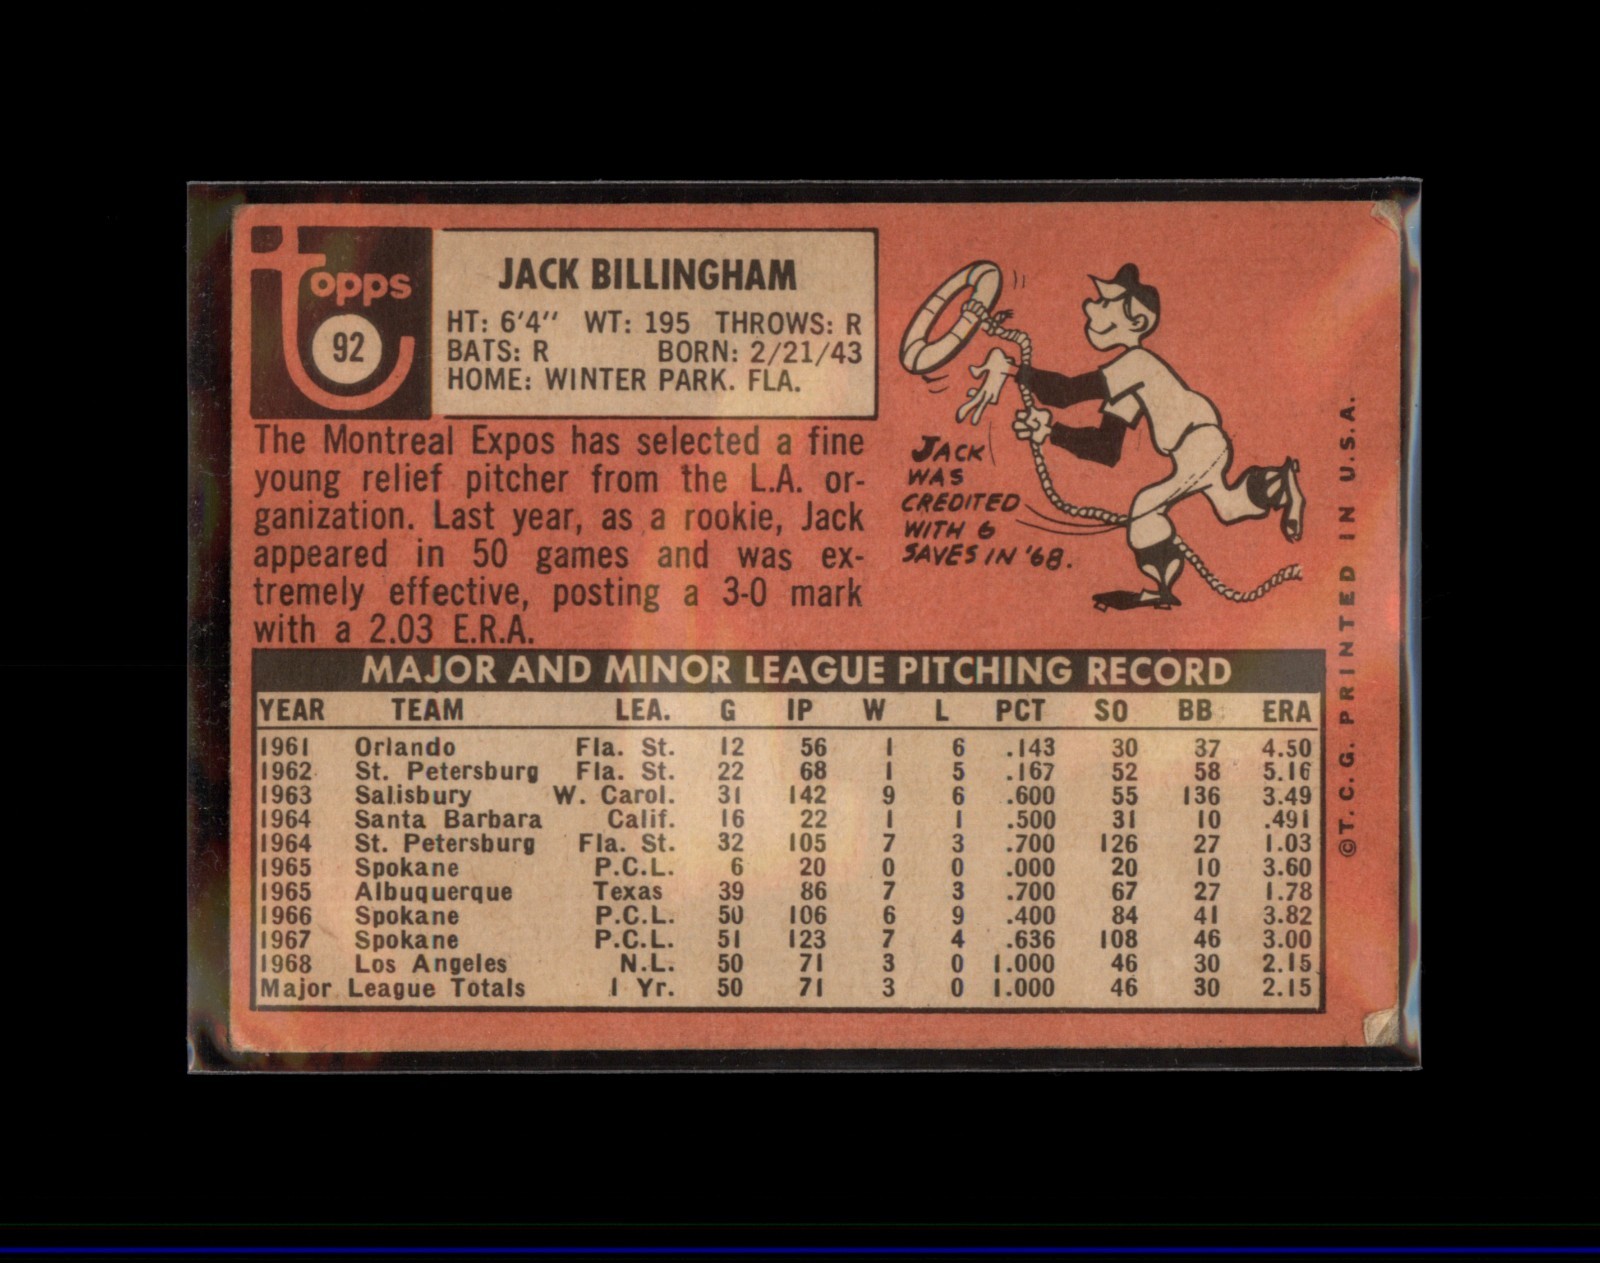 Topps
92
JACK BILLINGHAM
HT: 6'4" WT: 195 THROWS: R
BATS: R BORN: 2/21/43
HOME: WINTER PARK. FLA.
The Montreal Expos has selected a fine
young relief pitcher from the L.A. or-
ganization. Last year, as a rookie, Jack
appeared in 50 games and was ex-
tremely effective, posting a 3-0 mark
with a 2.03 E.R.A.
JACK
WAS
CREDITED
WITH 6
SAVES IN '68.
MAJOR AND MINOR LEAGUE PITCHING RECORD
YEAR TEAM LEA. G IP W L PCT SO BB ERA
1961 Orlando Fla. St. 12 56 1 6 .143 30 37 4.50
1962 St. Petersburg Fla. St. 22 68 1 5 .167 52 58 5.16
1963 Salisbury W. Carol. 31 142 9 6 .600 55 136 3.49
1964 Santa Barbara Calif. 16 22 1 1 .500 31 10 .491
1964 St. Petersburg Fla. St. 32 105 7 3 .700 126 27 1.03
1965 Spokane P.C.L. 6 20 0 0 .000 20 10 3.60
1965 Albuquerque Texas 39 86 7 3 .700 67 27 1.78
1966 Spokane P.C.L. 50 106 6 9 .400 84 41 3.82
1967 Spokane P.C.L. 51 123 7 4 .636 108 46 3.00
1968 Los Angeles N.L. 50 71 3 0 1.000 46 30 2.15
Major League Totals 1 Yr. 50 71 3 0 1.000 46 30 2.15
© T. C. G. PRINTED IN U.S.A.